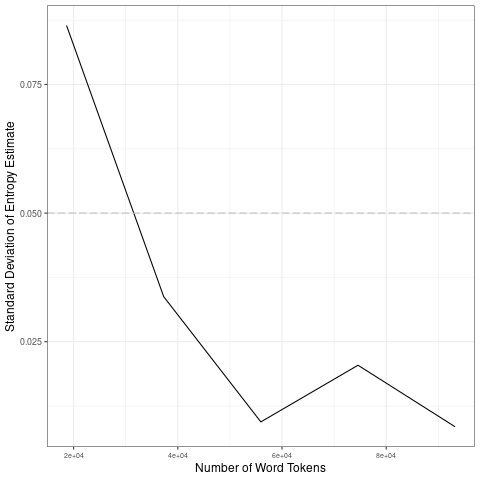 Standard Deviation of Entropy Estimate
0.075
0.050
0.025
2e+04 4e+04 6e+04 8e+04
Number of Word Tokens